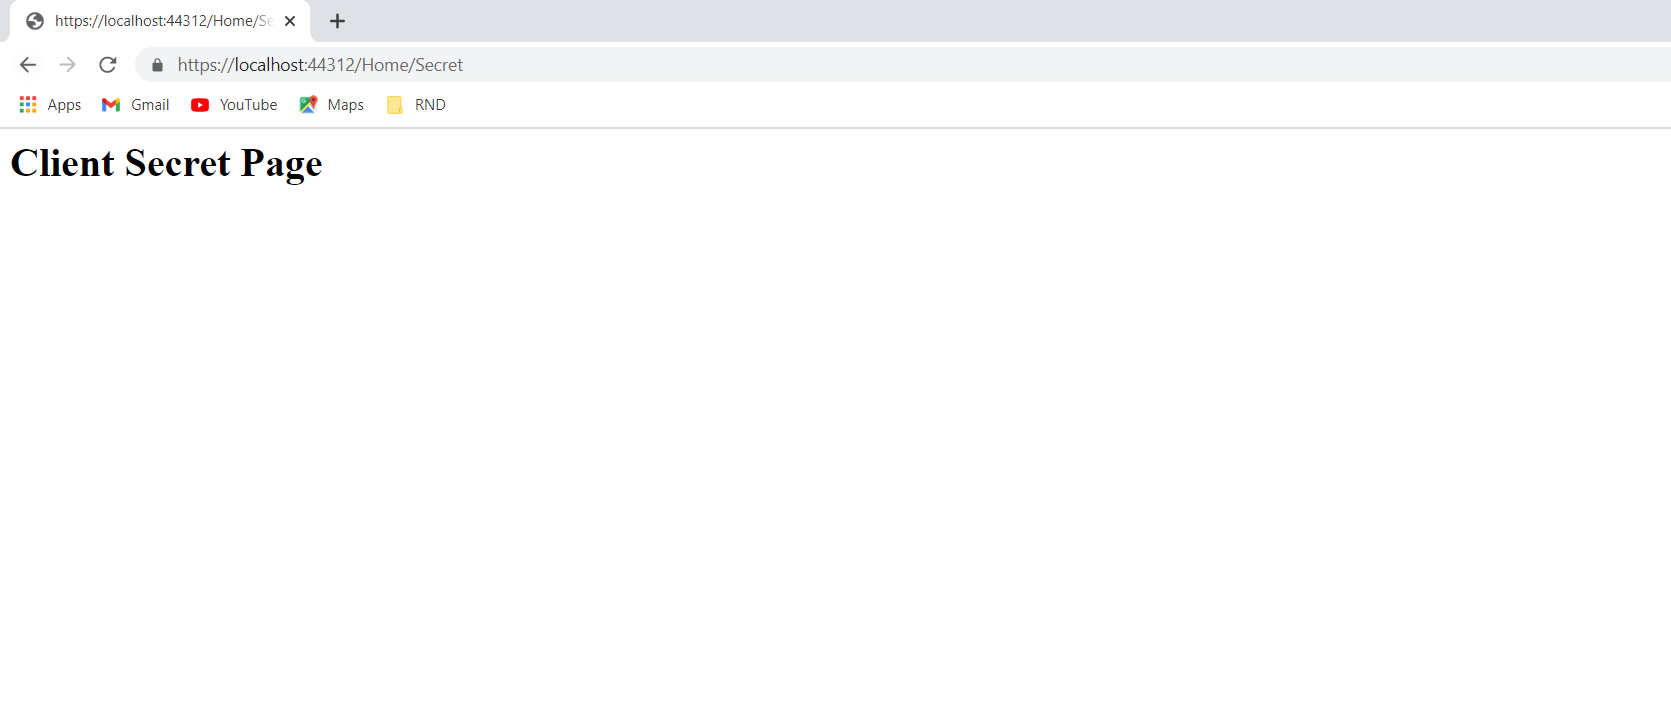 https://localhost:44312/Home/Se
https://localhost:44312/Home/Secret
Apps Gmail YouTube Maps RND
Client Secret Page